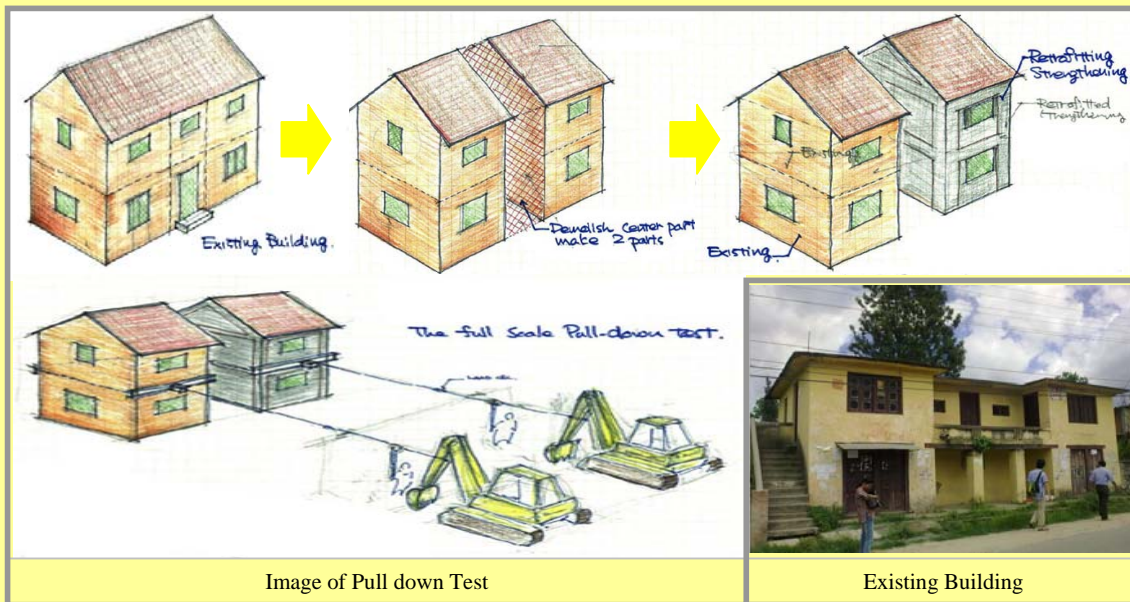 Existing Building.
Demolish center part
make 2 parts
Retrofitting
Strengthening
Retrofitted
Strengthening
Existing
Existing
The full scale Pull-down test.
Image of Pull down Test
Existing Building